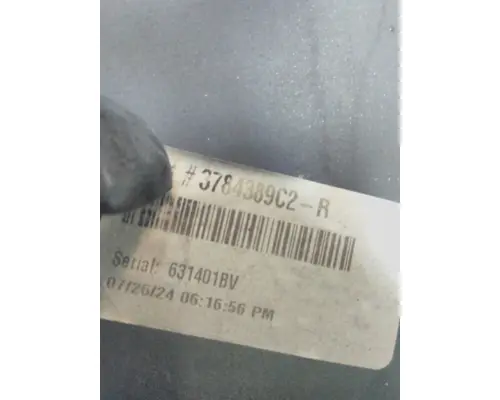 # 3784389C2-R
Serial: 631401BV
07/26/24 06:16:56 PM